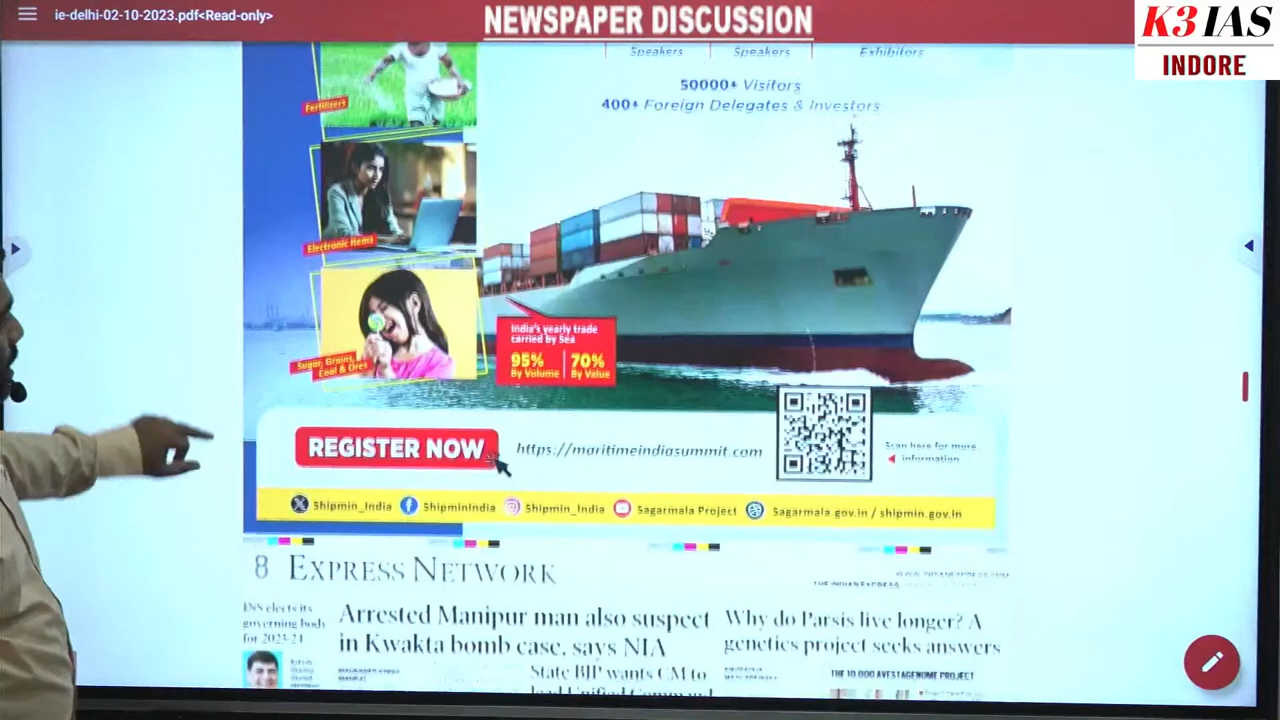 ie-delhi-02-10-2023.pdf<Read-only>
NEWSPAPER DISCUSSION
K3 IAS
INDORE
Speakers
Speakers
Exhibitors
50000+ Visitors
400+ Foreign Delegates & Investors
Fertilizers
Electronic Items
Sugar, Grains,
Coal & Ores
India's yearly trade
carried by Sea
95% By Volume
70% By Value
REGISTER NOW
https://maritimeindiasummit.com
Scan here for more
information
Shipmin_India
ShipminIndia
Shipmin_India
Sagarmala Project
Sagarmala.gov.in / shipmin.gov.in
8 EXPRESS NETWORK
THE INDIAN EXPRESS
INS elects its
governing body
for 2023-24
Arrested Manipur man also suspect
in Kwakta bomb case, says NIA
State BJP wants CM to
lead Unified Command
Why do Parsis live longer? A
genetics project seeks answers
THE 10,000 AVESTAGENOME PROJECT